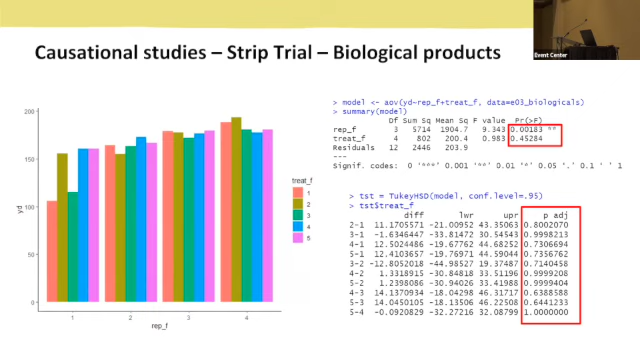 Causational studies – Strip Trial – Biological products
Event Center
> model <- aov(yd~rep_f+treat_f, data=e03_biologicals)
> summary(model)
Df Sum Sq Mean Sq F value Pr(>F)
rep_f 3 5714 1904.7 9.343 0.00183 **
treat_f 4 802 200.4 0.983 0.45284
Residuals 12 2446 203.9
---
Signif. codes: 0 '***' 0.001 '**' 0.01 '*' 0.05 '.' 0.1 ' ' 1
> tst = TukeyHSD(model, conf.level=.95)
> tst$treat_f
diff lwr upr p adj
2-1 11.1705571 -21.00952 43.35063 0.8002070
3-1 -1.6346447 -33.81472 30.54543 0.9998213
4-1 12.5024486 -19.67762 44.68252 0.7306694
5-1 12.4103657 -19.76971 44.59044 0.7356762
3-2 -12.8052018 -44.98527 19.37487 0.7140458
4-2 1.3318915 -30.84818 33.51196 0.9999208
5-2 1.2398086 -30.94026 33.41988 0.9999404
4-3 14.1370934 -18.04298 46.31717 0.6388588
5-3 14.0450105 -18.13506 46.22508 0.6441233
5-4 -0.0920829 -32.27216 32.08799 1.0000000
200
150
100
50
0
yd
1 2 3 4
rep_f
treat_f
1
2
3
4
5